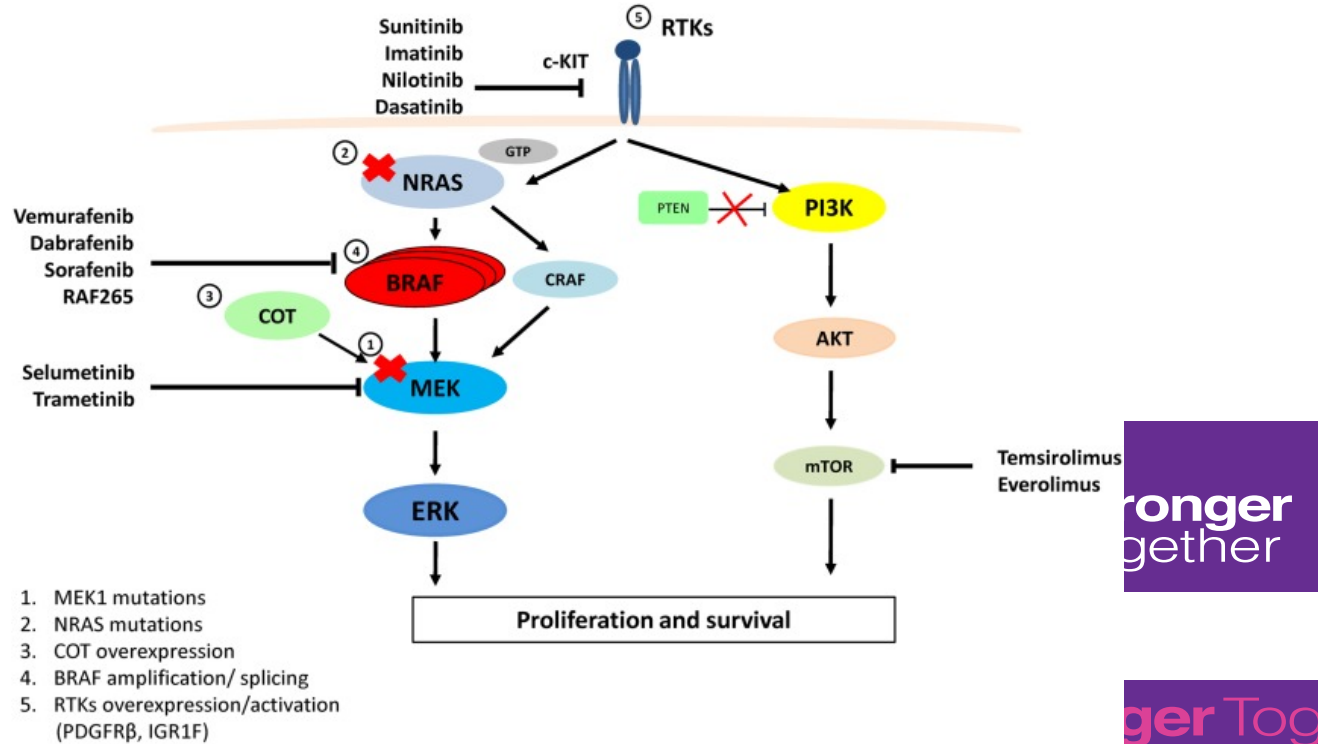 Sunitinib
Imatinib
Nilotinib
Dasatinib
c-KIT
5
RTKs
2
NRAS
GTP
PTEN
PI3K
Vemurafenib
Dabrafenib
Sorafenib
RAF265
4
BRAF
CRAF
3
COT
AKT
1
MEK
Selumetinib
Trametinib
mTOR
Temsirolimus
Everolimus
ERK
ronger
gether
Proliferation and survival
1. MEK1 mutations
2. NRAS mutations
3. COT overexpression
4. BRAF amplification/ splicing
5. RTKs overexpression/activation
(PDGFRβ, IGR1F)
ger Tog